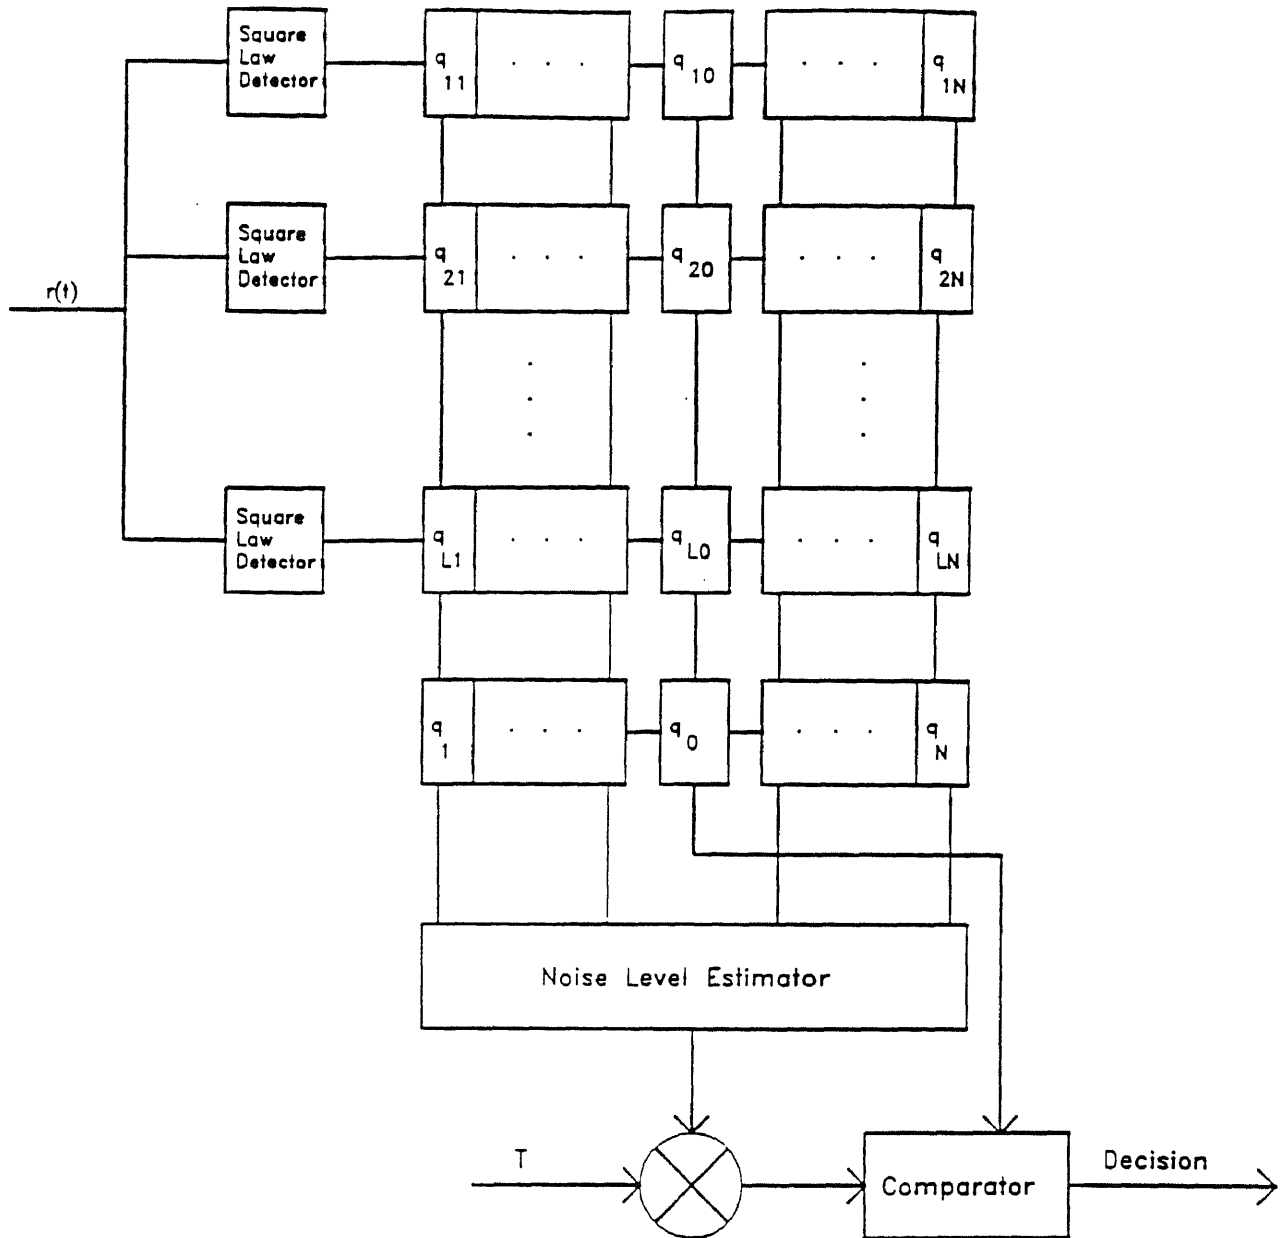 Square
Law
Detector
q 11
. . .
q 10
. . .
q 1N
Square
Law
Detector
q 21
. . .
q 20
. . .
q 2N
r(t)
.
.
.
.
.
.
Square
Law
Detector
q L1
. . .
q L0
. . .
q LN
q 1
. . .
q 0
. . .
q N
Noise Level Estimator
T
Comparator
Decision